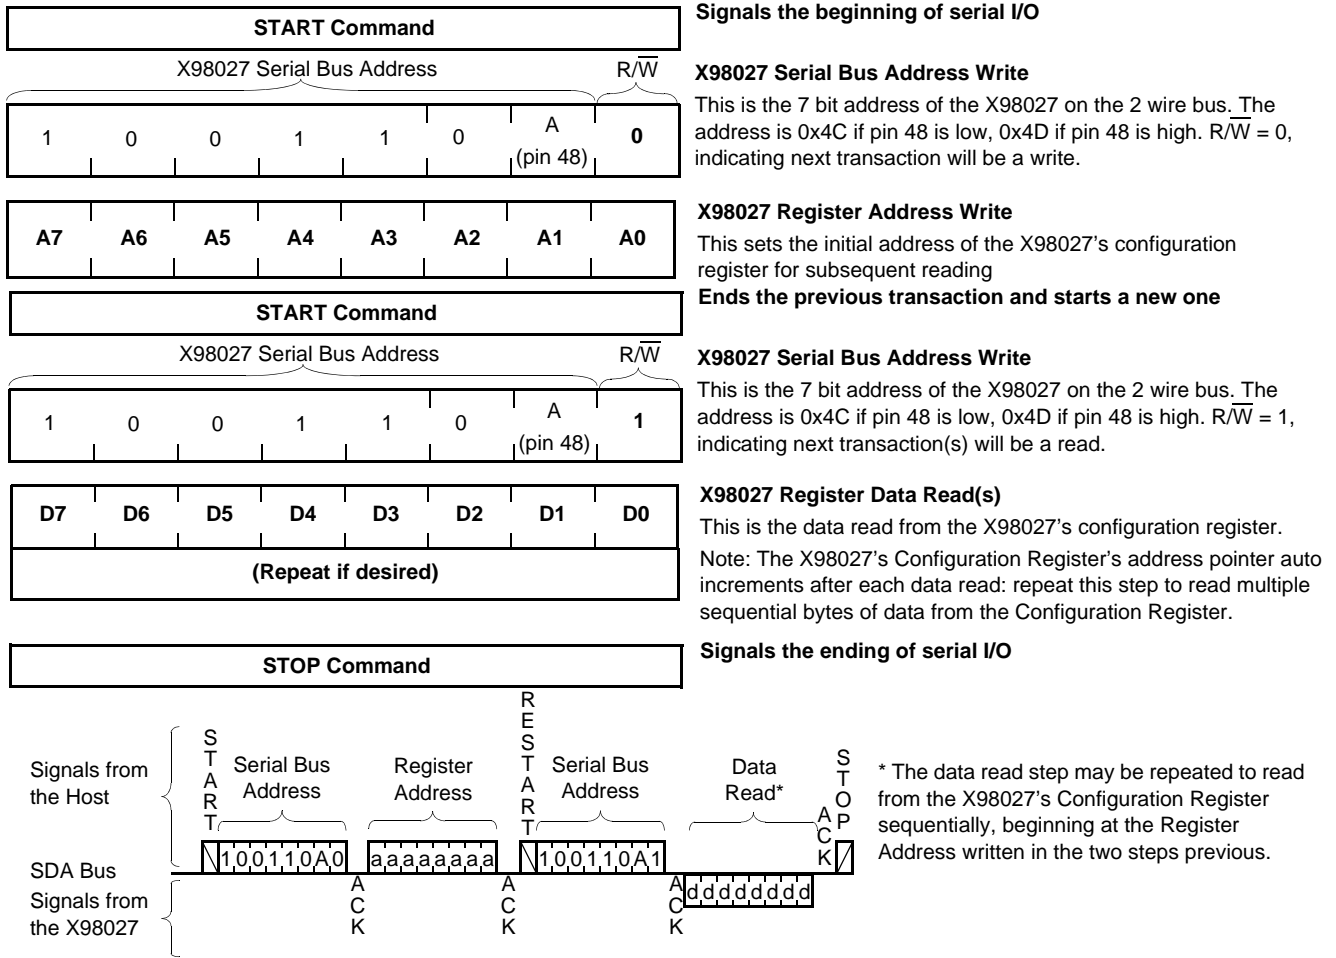 START Command
Signals the beginning of serial I/O
X98027 Serial Bus Address
R/W̅
1 0 0 1 1 0 A (pin 48) 0
X98027 Serial Bus Address Write
This is the 7 bit address of the X98027 on the 2 wire bus. The
address is 0x4C if pin 48 is low, 0x4D if pin 48 is high. R/W̅ = 0,
indicating next transaction will be a write.
A7 A6 A5 A4 A3 A2 A1 A0
X98027 Register Address Write
This sets the initial address of the X98027's configuration
register for subsequent reading
START Command
Ends the previous transaction and starts a new one
X98027 Serial Bus Address
R/W̅
1 0 0 1 1 0 A (pin 48) 1
X98027 Serial Bus Address Write
This is the 7 bit address of the X98027 on the 2 wire bus. The
address is 0x4C if pin 48 is low, 0x4D if pin 48 is high. R/W̅ = 1,
indicating next transaction(s) will be a read.
D7 D6 D5 D4 D3 D2 D1 D0
(Repeat if desired)
X98027 Register Data Read(s)
This is the data read from the X98027's configuration register.
Note: The X98027's Configuration Register's address pointer auto
increments after each data read: repeat this step to read multiple
sequential bytes of data from the Configuration Register.
STOP Command
Signals the ending of serial I/O
Signals from
the Host
START
Serial Bus
Address
Register
Address
RESTART
Serial Bus
Address
Data
Read*
ACK
STOP
* The data read step may be repeated to read
from the X98027's Configuration Register
sequentially, beginning at the Register
Address written in the two steps previous.
SDA Bus
1 0 0 1 1 0 A 0
a a a a a a a a
1 0 0 1 1 0 A 1
d d d d d d d d
Signals from
the X98027
ACK
ACK
ACK